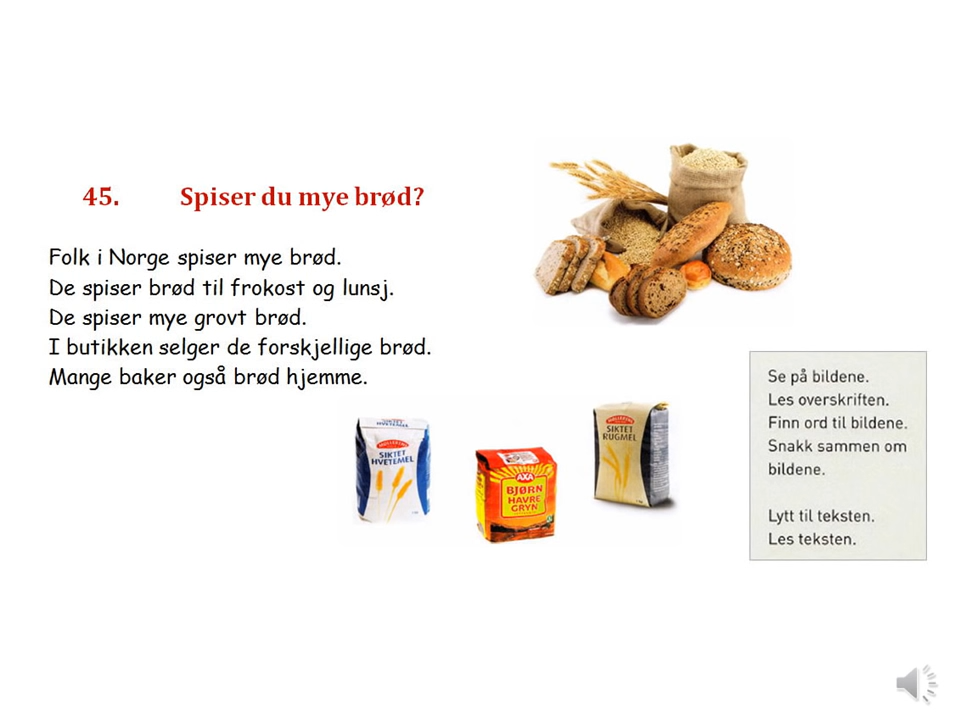 45. Spiser du mye brød?
Folk i Norge spiser mye brød.
De spiser brød til frokost og lunsj.
De spiser mye grovt brød.
I butikken selger de forskjellige brød.
Mange baker også brød hjemme.
SIKTET
HVETEMEL
AXA
BJØRN
HAVRE
GRYN
SIKTET
RUGMEL
Se på bildene.
Les overskriften.
Finn ord til bildene.
Snakk sammen om
bildene.
Lytt til teksten.
Les teksten.